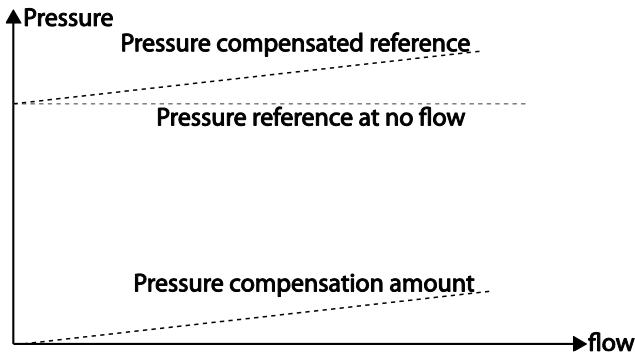 Pressure
Pressure compensated reference
Pressure reference at no flow
Pressure compensation amount
flow